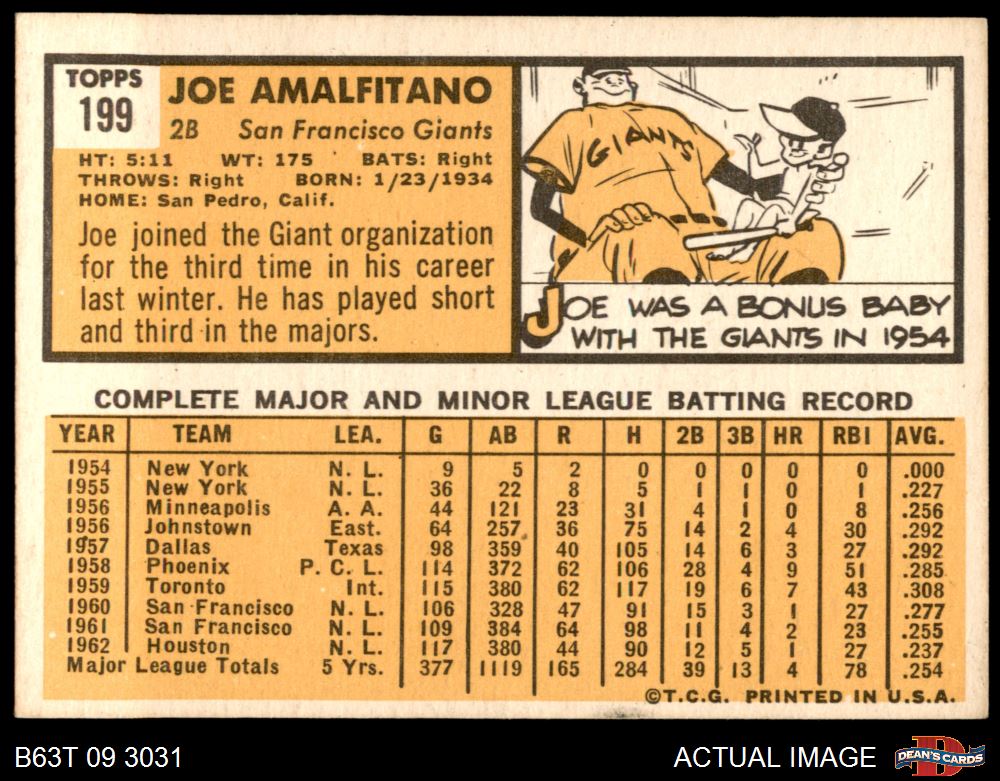 TOPPS
199
JOE AMALFITANO
2B San Francisco Giants
HT: 5:11 WT: 175 BATS: Right
THROWS: Right BORN: 1/23/1934
HOME: San Pedro, Calif.
Joe joined the Giant organization
for the third time in his career
last winter. He has played short
and third in the majors.
GIANTS
JOE WAS A BONUS BABY
WITH THE GIANTS IN 1954
COMPLETE MAJOR AND MINOR LEAGUE BATTING RECORD
YEAR TEAM LEA. G AB R H 2B 3B HR RBI AVG.
1954 New York N. L. 9 5 2 0 0 0 0 0 .000
1955 New York N. L. 36 22 8 5 1 1 0 1 .227
1956 Minneapolis A. A. 44 121 23 31 4 1 0 8 .256
1956 Johnstown East. 64 257 36 75 14 2 4 30 .292
1957 Dallas Texas 98 359 40 105 14 6 3 27 .292
1958 Phoenix P. C. L. 114 372 62 106 28 4 9 51 .285
1959 Toronto Int. 115 380 62 117 19 6 7 43 .308
1960 San Francisco N. L. 106 328 47 91 15 3 1 27 .277
1961 San Francisco N. L. 109 384 64 98 11 4 2 23 .255
1962 Houston N. L. 117 380 44 90 12 5 1 27 .237
Major League Totals 5 Yrs. 377 1119 165 284 39 13 4 78 .254
©T.C.G. PRINTED IN U.S.A.
B63T 09 3031
ACTUAL IMAGE
DEAN'S CARDS